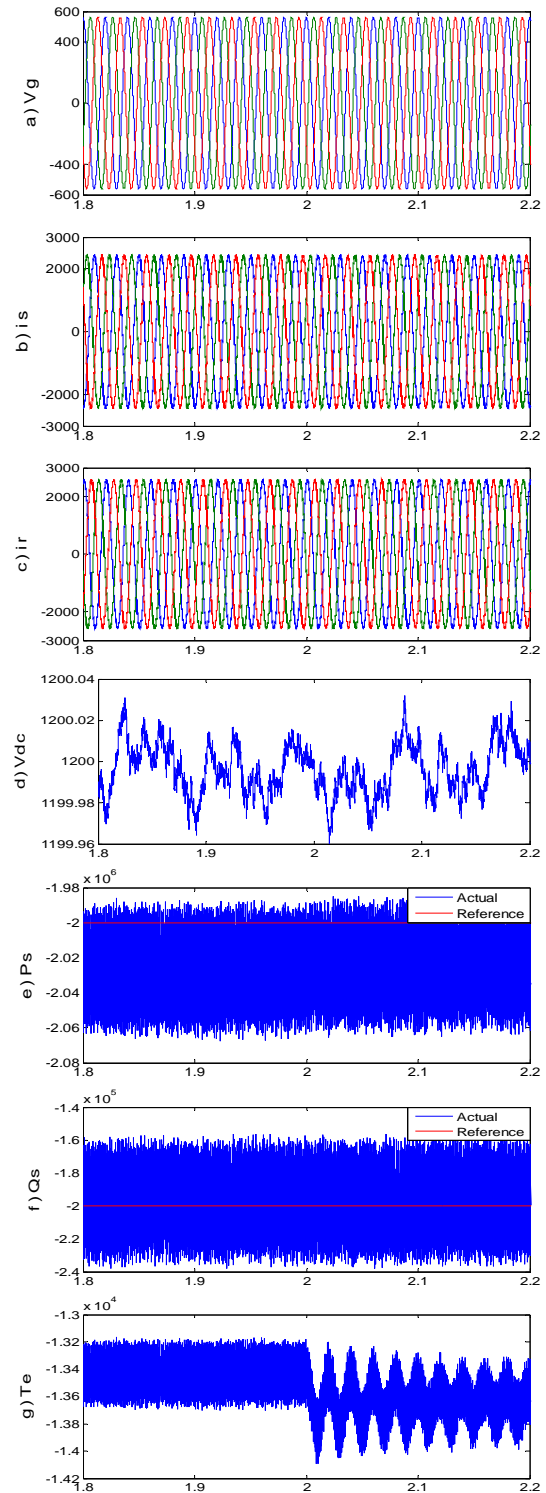 600
400
0
-400
-600
a) Vg
1.8 1.9 2 2.1 2.2
3000
2000
0
-2000
-3000
b) is
1.8 1.9 2 2.1 2.2
3000
2000
0
-2000
-3000
c) ir
1.8 1.9 2 2.1 2.2
1200.04
1200.02
1200
1199.98
1199.96
d) Vdc
1.8 1.9 2 2.1 2.2
x 10^6
-1.98
-2
-2.02
-2.04
-2.06
-2.08
e) Ps
Actual
Reference
1.8 1.9 2 2.1 2.2
x 10^5
-1.4
-1.6
-1.8
-2
-2.2
-2.4
f) Qs
Actual
Reference
1.8 1.9 2 2.1 2.2
x 10^4
-1.3
-1.32
-1.34
-1.36
-1.38
-1.4
-1.42
g) Te
1.8 1.9 2 2.1 2.2